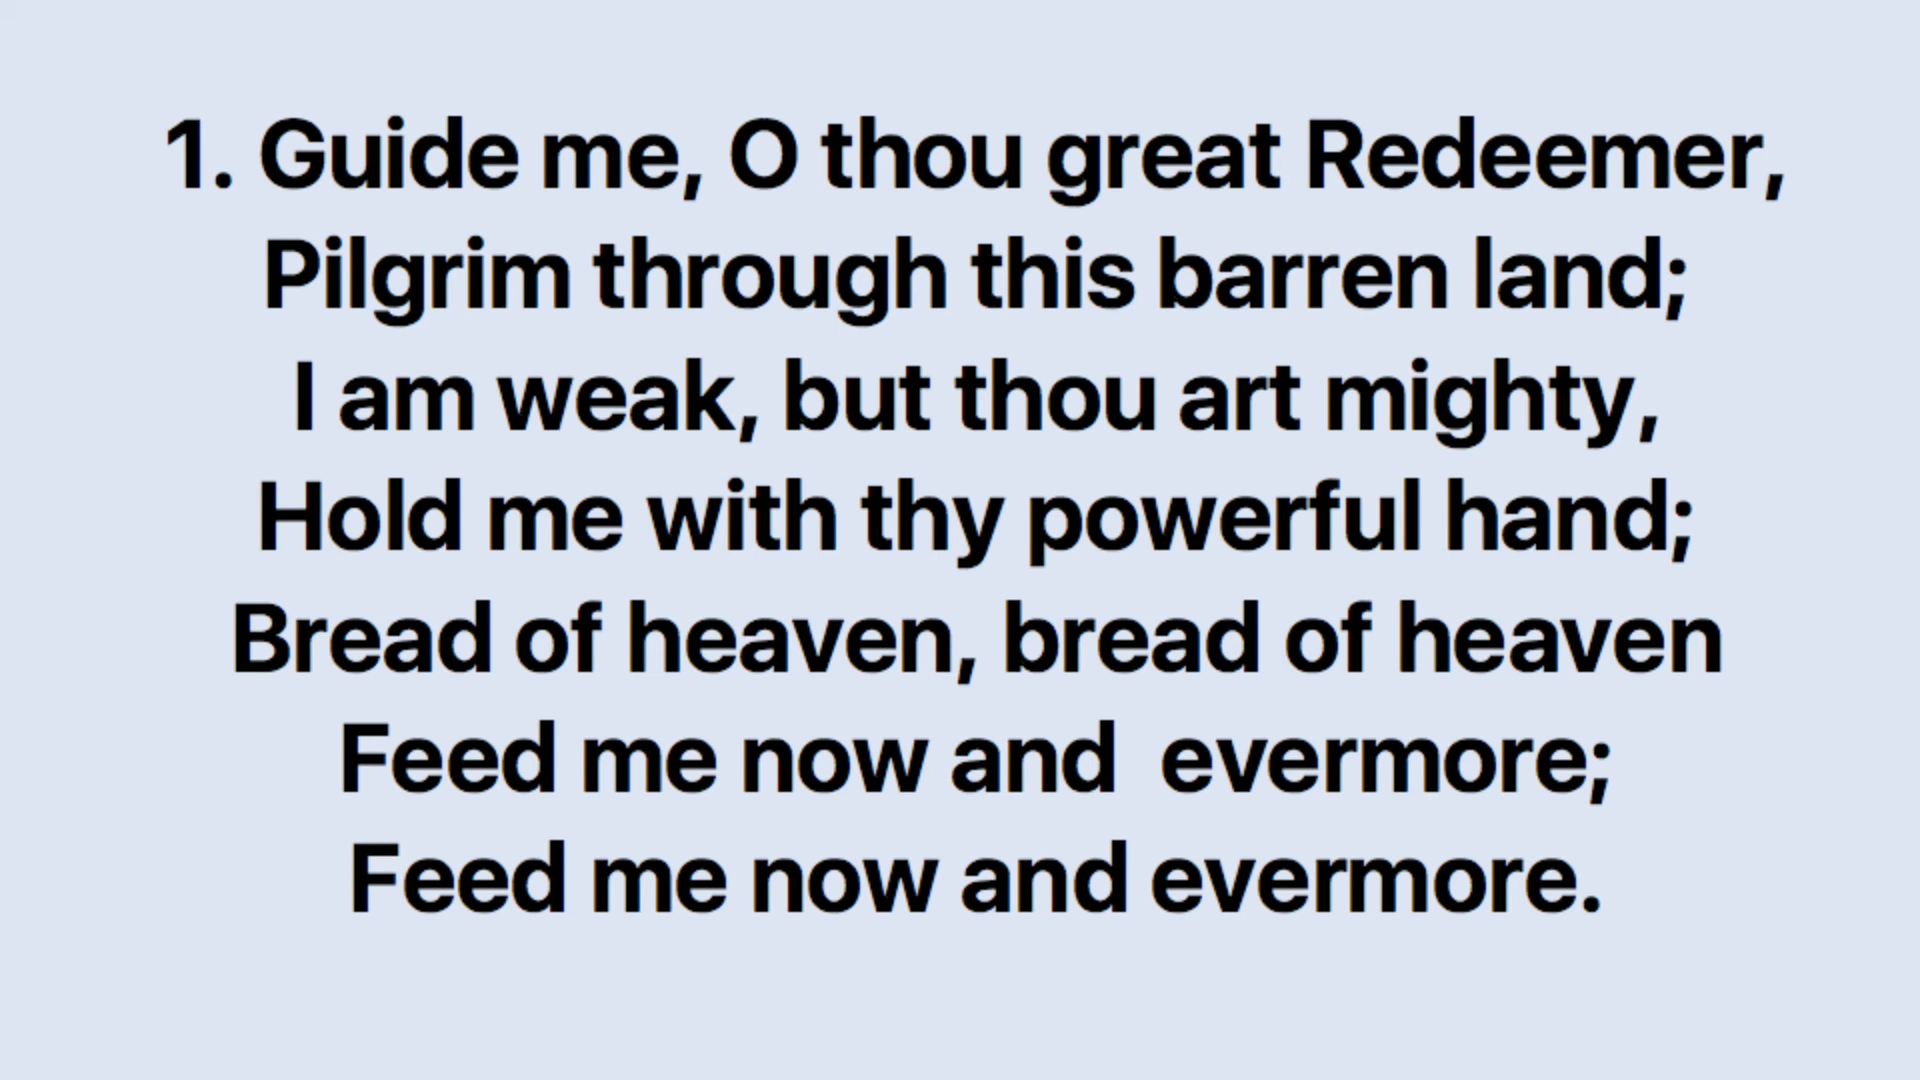 1. Guide me, O thou great Redeemer,
Pilgrim through this barren land;
I am weak, but thou art mighty,
Hold me with thy powerful hand;
Bread of heaven, bread of heaven
Feed me now and  evermore;
Feed me now and evermore.